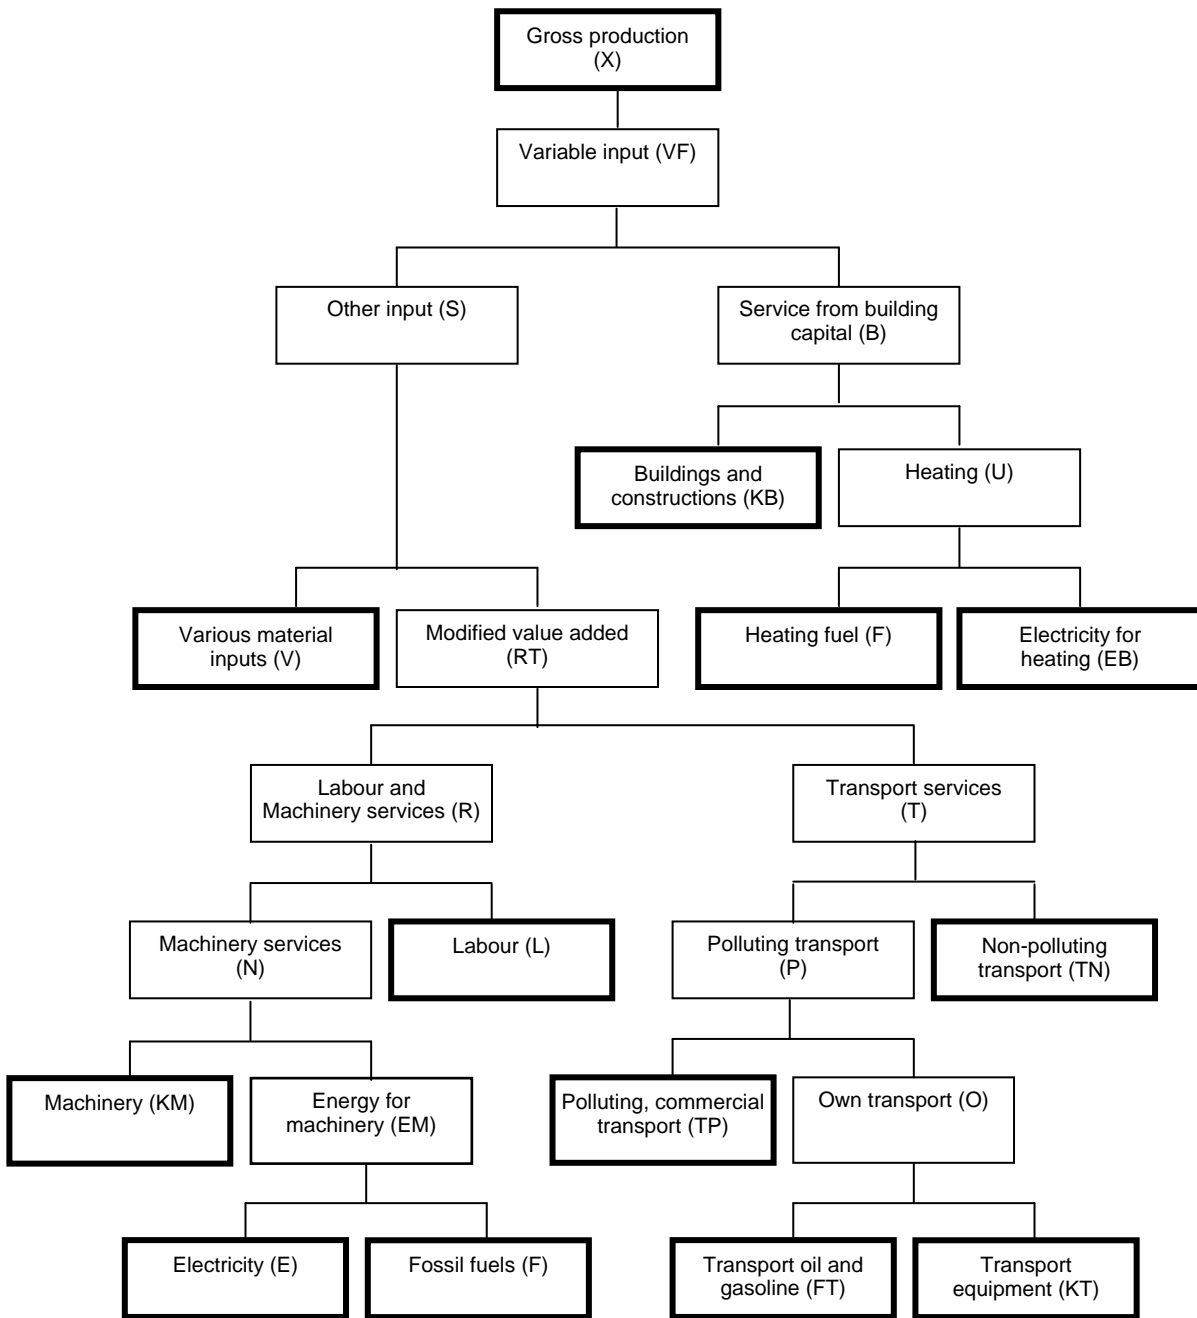 Gross production
(X)
Variable input (VF)
Other input (S)
Service from building
capital (B)
Buildings and
constructions (KB)
Heating (U)
Various material
inputs (V)
Modified value added
(RT)
Heating fuel (F)
Electricity for
heating (EB)
Labour and
Machinery services (R)
Transport services
(T)
Machinery services
(N)
Labour (L)
Polluting transport
(P)
Non-polluting
transport (TN)
Machinery (KM)
Energy for
machinery (EM)
Polluting, commercial
transport (TP)
Own transport (O)
Electricity (E)
Fossil fuels (F)
Transport oil and
gasoline (FT)
Transport
equipment (KT)